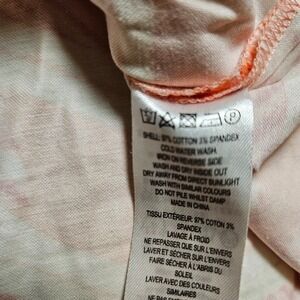 SHELL: 97% COTTON 3% SPANDEX
COLD WATER WASH
IRON ON REVERSE SIDE
WASH AND DRY INSIDE OUT
DRY AWAY FROM DIRECT SUNLIGHT
WASH WITH SIMILAR COLOURS
DO NOT PILE WHILST DAMP
MADE IN CHINA
TISSU EXTÉRIEUR: 97% COTON 3%
SPANDEX
LAVAGE À FROID
NE REPASSER QUE SUR L'ENVERS
LAVER ET SÉCHER SUR L'ENVERS
FAIRE SÉCHER À L'ABRIS DU
SOLEIL
LAVER AVEC DES COULEURS
SIMILAIRES